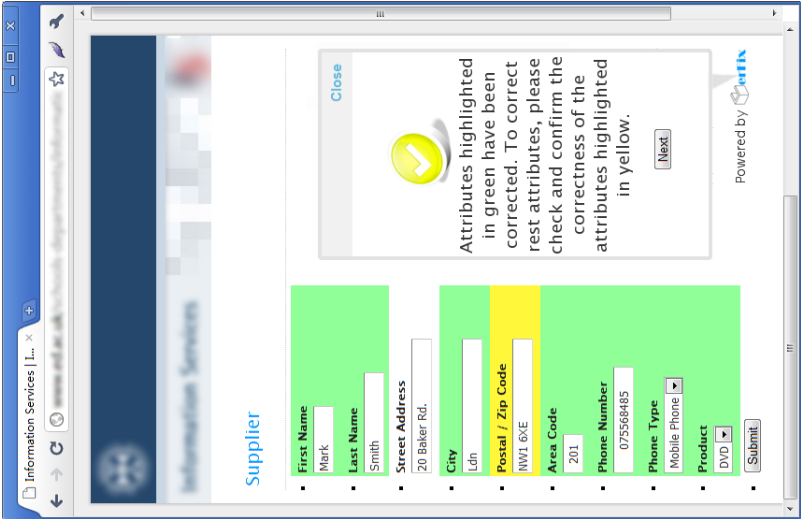 Information Services | I...
Information Services
Supplier
First Name
Mark
Last Name
Smith
Street Address
20 Baker Rd.
City
Ldn
Postal / Zip Code
NW1 6XE
Area Code
201
Phone Number
075568485
Phone Type
Mobile Phone
Product
DVD
Submit
Close
Attributes highlighted
in green have been
corrected. To correct
rest attributes, please
check and confirm the
correctness of the
attributes highlighted
in yellow.
Next
Powered by CerFix